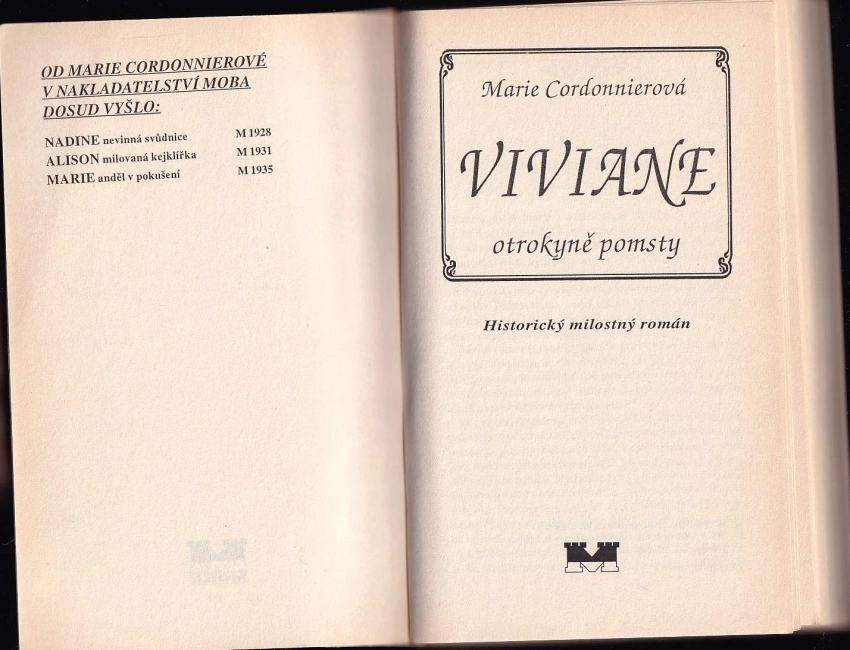 OD MARIE CORDONNIEROVÉ
V NAKLADATELSTVÍ MOBA
DOSUD VYŠLO:
NADINE nevinná svůdnice M 1928
ALISON milovaná kejklířka M 1931
MARIE anděl v pokušení M 1935
Marie Cordonnierová
VIVIANE
otrokyně pomsty
Historický milostný román
M